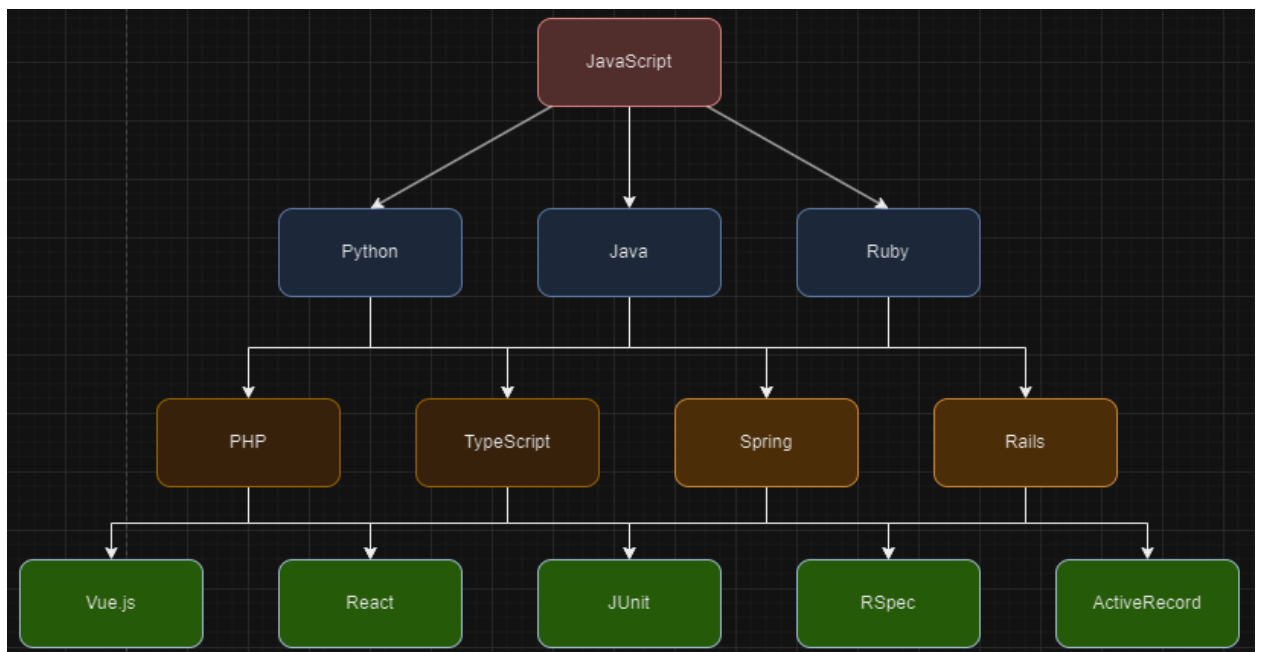 JavaScript
Python
Java
Ruby
PHP
TypeScript
Spring
Rails
Vue.js
React
JUnit
RSpec
ActiveRecord